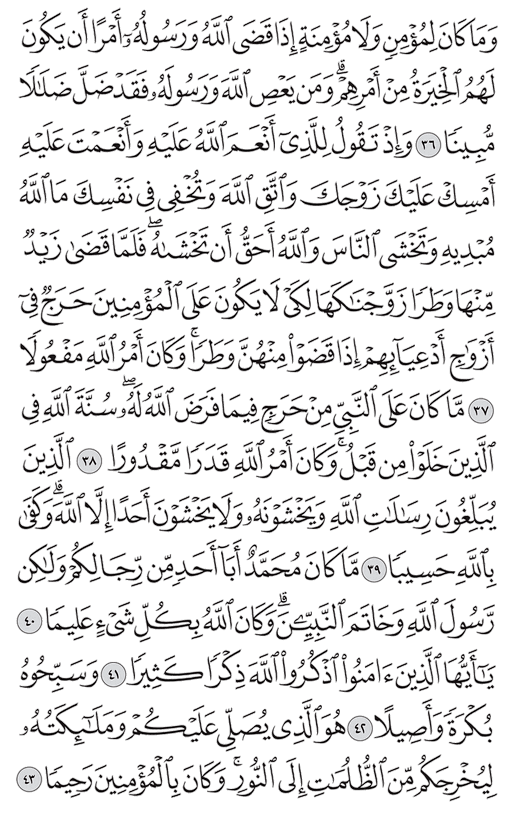 وَمَا كَانَ لِمُؤْمِنٍ وَلَا مُؤْمِنَةٍ إِذَا قَضَى ٱللَّهُ وَرَسُولُهُۥٓ أَمْرًا أَن يَكُونَ
لَهُمُ ٱلْخِيَرَةُ مِنْ أَمْرِهِمْ ۗ وَمَن يَعْصِ ٱللَّهَ وَرَسُولَهُۥ فَقَدْ ضَلَّ ضَلَٰلًا
مُّبِينًا ٣٦ وَإِذْ تَقُولُ لِلَّذِىٓ أَنْعَمَ ٱللَّهُ عَلَيْهِ وَأَنْعَمْتَ عَلَيْهِ
أَمْسِكْ عَلَيْكَ زَوْجَكَ وَٱتَّقِ ٱللَّهَ وَتُخْفِى فِى نَفْسِكَ مَا ٱللَّهُ
مُبْدِيهِ وَتَخْشَى ٱلنَّاسَ وَٱللَّهُ أَحَقُّ أَن تَخْشَىٰهُ ۖ فَلَمَّا قَضَىٰ زَيْدٌ
مِّنْهَا وَطَرًا زَوَّجْنَٰكَهَا لِكَىْ لَا يَكُونَ عَلَى ٱلْمُؤْمِنِينَ حَرَجٌ فِىٓ
أَزْوَٰجِ أَدْعِيَآئِهِمْ إِذَا قَضَوْا۟ مِنْهُنَّ وَطَرًا ۚ وَكَانَ أَمْرُ ٱللَّهِ مَفْعُولًا
٣٧ مَّا كَانَ عَلَى ٱلنَّبِىِّ مِنْ حَرَجٍ فِيمَا فَرَضَ ٱللَّهُ لَهُۥ ۖ سُنَّةَ ٱللَّهِ فِى
ٱلَّذِينَ خَلَوْا۟ مِن قَبْلُ ۚ وَكَانَ أَمْرُ ٱللَّهِ قَدَرًا مَّقْدُورًا ٣٨ ٱلَّذِينَ
يُبَلِّغُونَ رِسَٰلَٰتِ ٱللَّهِ وَيَخْشَوْنَهُۥ وَلَا يَخْشَوْنَ أَحَدًا إِلَّا ٱللَّهَ ۗ وَكَفَىٰ
بِٱللَّهِ حَسِيبًا ٣٩ مَّا كَانَ مُحَمَّدٌ أَبَآ أَحَدٍ مِّن رِّجَالِكُمْ وَلَٰكِن
رَّسُولَ ٱللَّهِ وَخَاتَمَ ٱلنَّبِيِّـۧنَ ۗ وَكَانَ ٱللَّهُ بِكُلِّ شَىْءٍ عَلِيمًا ٤٠
يَٰٓأَيُّهَا ٱلَّذِينَ ءَامَنُوا۟ ٱذْكُرُوا۟ ٱللَّهَ ذِكْرًا كَثِيرًا ٤١ وَسَبِّحُوهُ
بُكْرَةً وَأَصِيلًا ٤٢ هُوَ ٱلَّذِى يُصَلِّى عَلَيْكُمْ وَمَلَٰٓئِكَتُهُۥ
لِيُخْرِجَكُم مِّنَ ٱلظُّلُمَٰتِ إِلَى ٱلنُّورِ ۚ وَكَانَ بِٱلْمُؤْمِنِينَ رَحِيمًا ٤٣